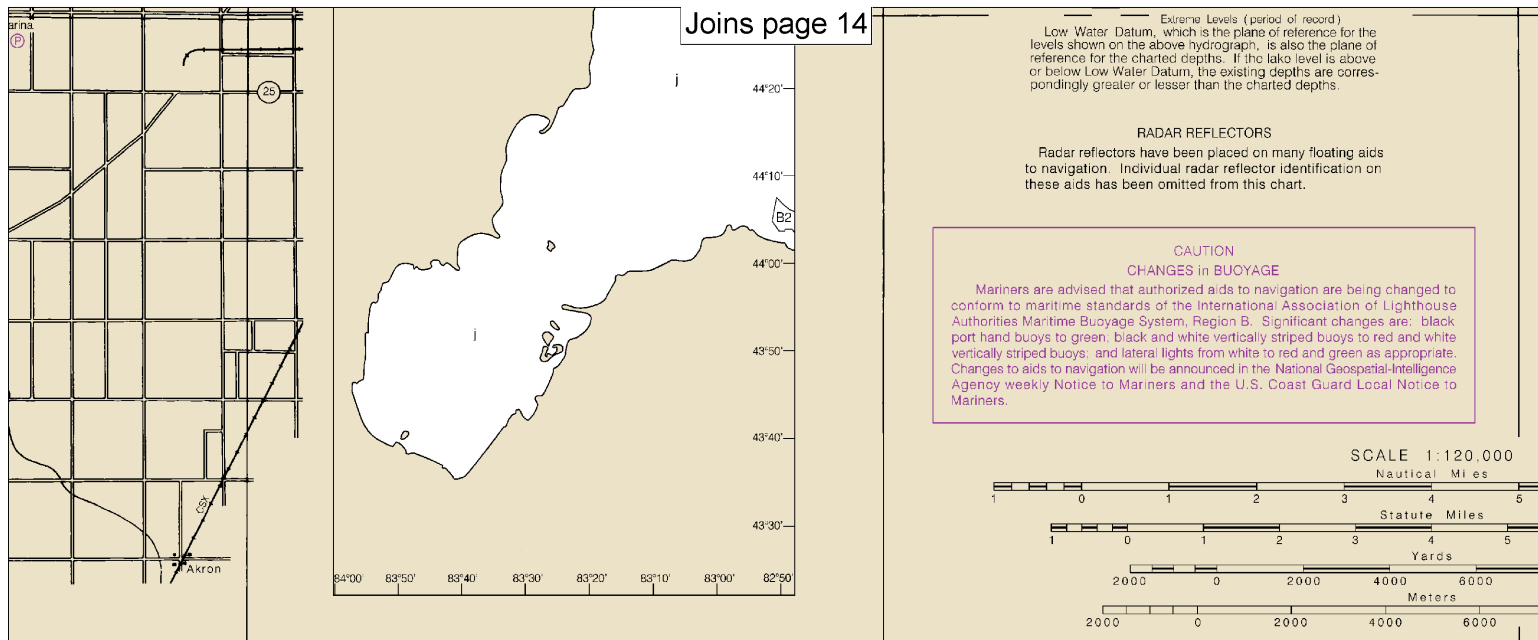 Joins page 14
arina
P
25
CSX
Akron
j
j
B2
44°20'
44°10'
44°00'
43°50'
43°40'
43°30'
84°00' 83°50' 83°40' 83°30' 83°20' 83°10' 83°00' 82°50'
Extreme Levels (period of record)
Low Water Datum, which is the plane of reference for the
levels shown on the above hydrograph, is also the plane of
reference for the charted depths. If the lake level is above
or below Low Water Datum, the existing depths are corres-
pondingly greater or lesser than the charted depths.
RADAR REFLECTORS
Radar reflectors have been placed on many floating aids
to navigation. Individual radar reflector identification on
these aids has been omitted from this chart.
CAUTION
CHANGES in BUOYAGE
Mariners are advised that authorized aids to navigation are being changed to
conform to maritime standards of the International Association of Lighthouse
Authorities Maritime Buoyage System, Region B. Significant changes are: black
port hand buoys to green; black and white vertically striped buoys to red and white
vertically striped buoys; and lateral lights from white to red and green as appropriate.
Changes to aids to navigation will be announced in the National Geospatial-Intelligence
Agency weekly Notice to Mariners and the U.S. Coast Guard Local Notice to
Mariners.
SCALE 1:120,000
Nautical Miles
1 0 1 2 3 4 5
Statute Miles
1 0 1 2 3 4 5
Yards
2000 0 2000 4000 6000
Meters
2000 0 2000 4000 6000